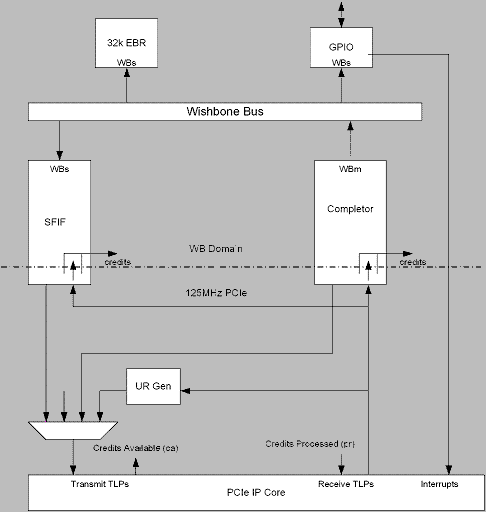 32k EBR
WBs
GPIO
WBs
Wishbone Bus
WBs
SFIF
WBm
Completor
WB Domain
credits
credits
125MHz PCIe
UR Gen
Credits Available (ca)
Credits Processed (pr)
Transmit TLPs
PCIe IP Core
Receive TLPs
Interrupts